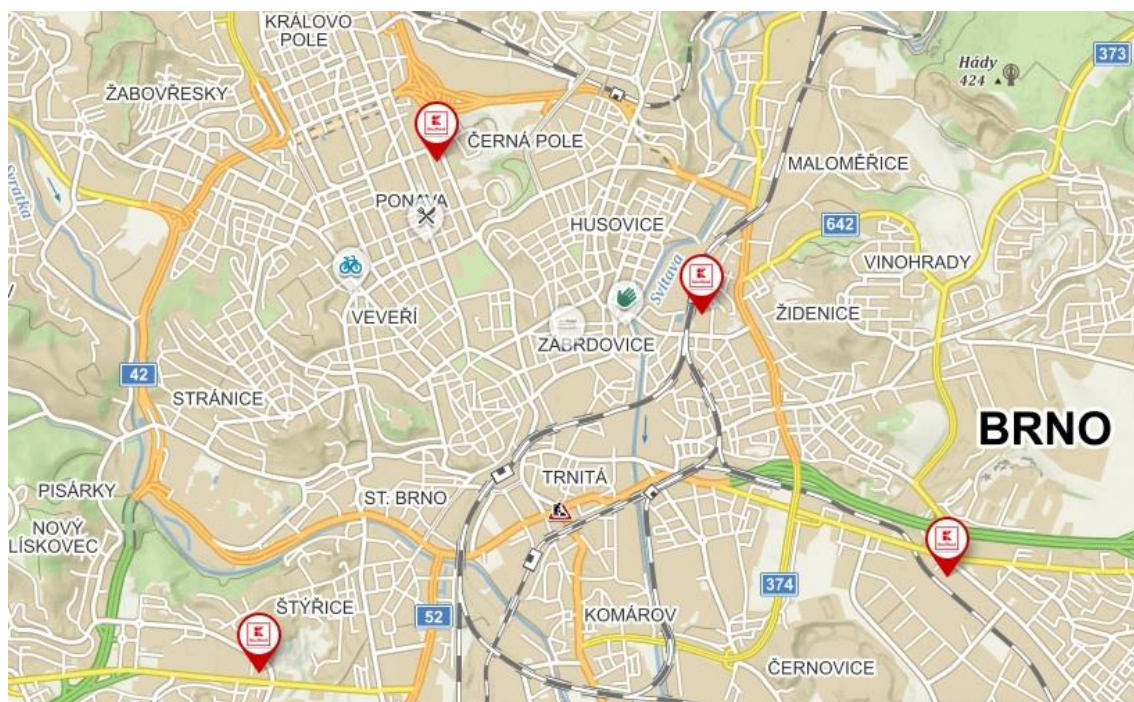 KRÁLOVO
POLE
373
Hády
424
ŽABOVŘESKY
ČERNÁ POLE
MALOMĚŘICE
Svratka
PONAVA
HUSOVICE
642
VINOHRADY
Svitava
VEVEŘÍ
ŽIDENICE
ZÁBRDOVICE
42
STRÁNICE
BRNO
TRNITÁ
PISÁRKY
ST. BRNO
NOVÝ
LÍSKOVEC
374
ŠTÝŘICE
52
KOMÁROV
ČERNOVICE